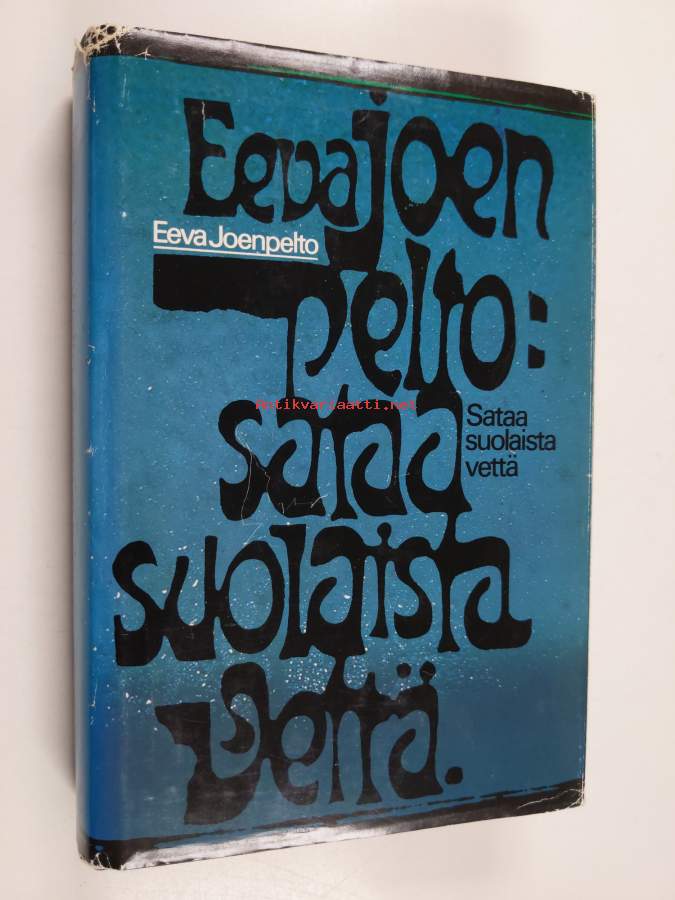 Eeva joen
Eeva Joenpelto
pelto:
Antikvariaatti.net
sataa
Sataa
suolaista
vettä
suolaista
vettä.